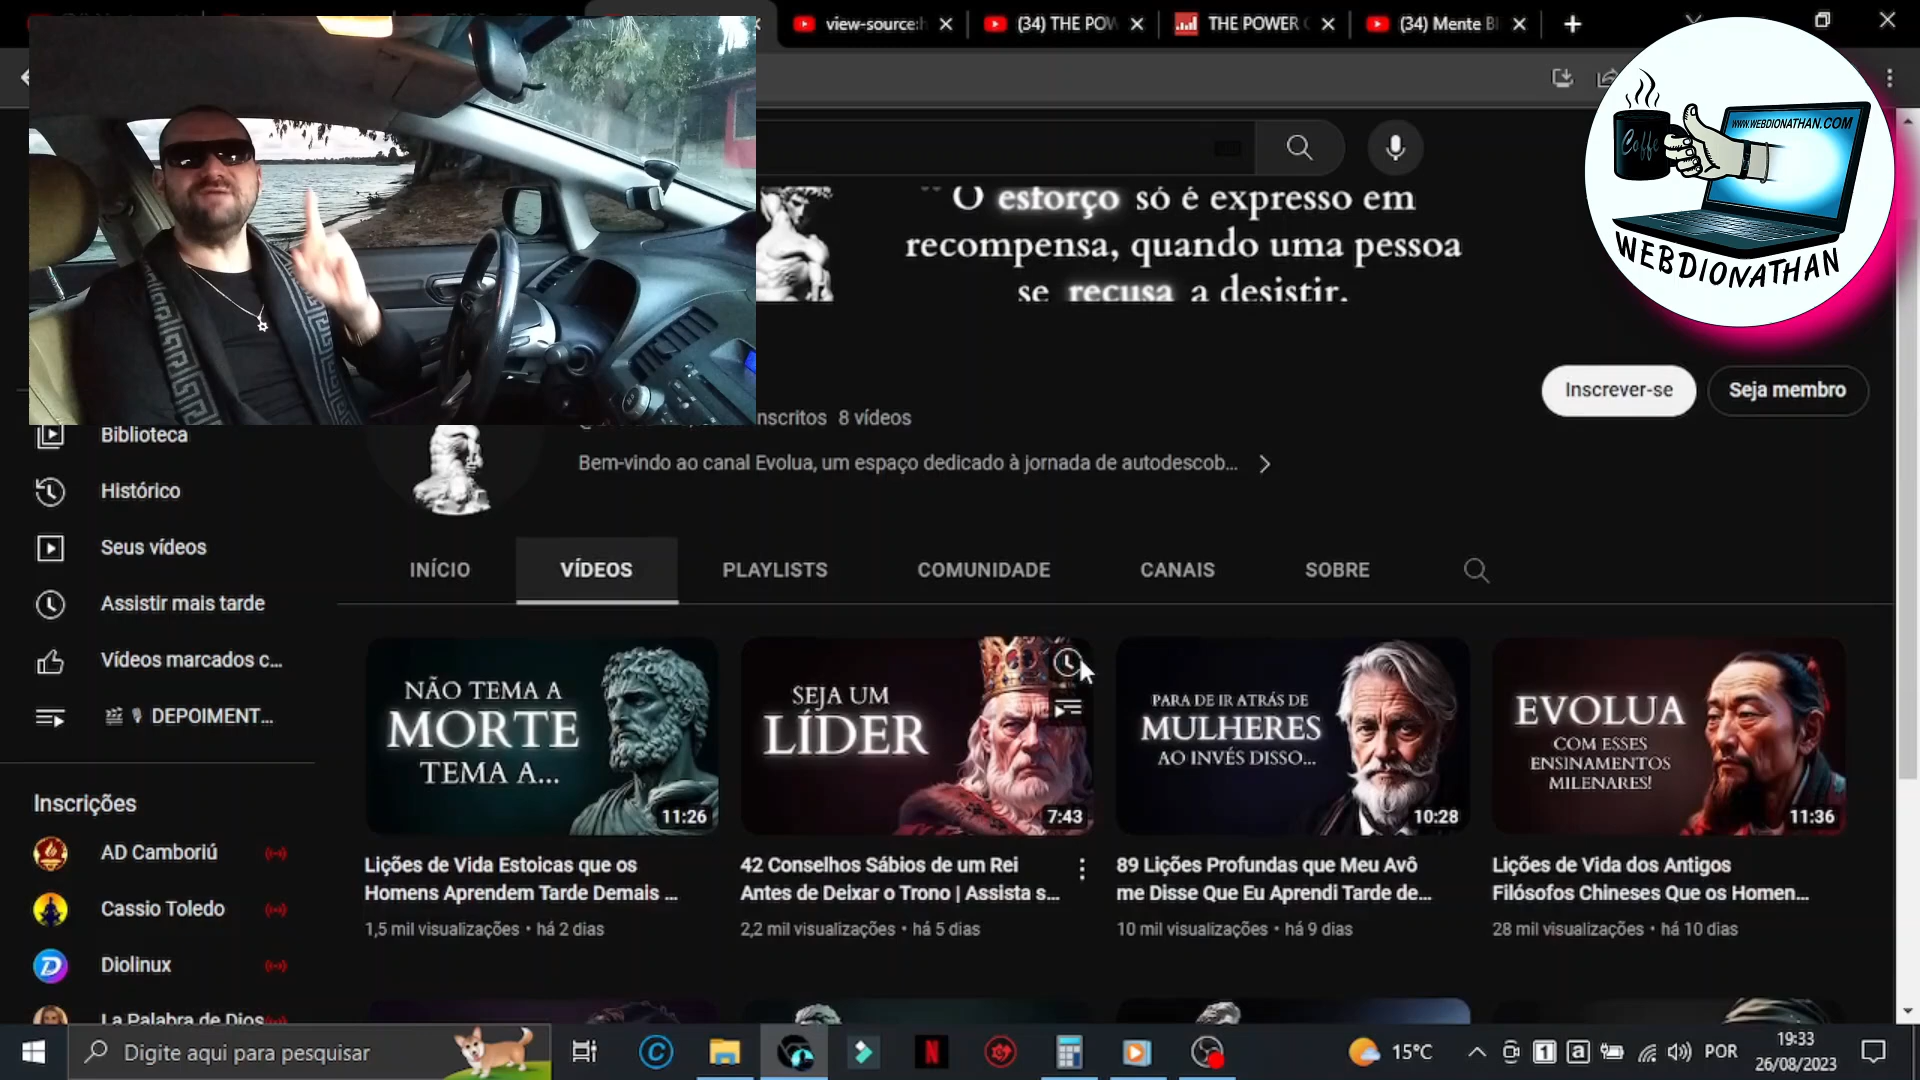 view-source:h
(34) THE POW
THE POWER
(34) Mente B
"O esforço só é expresso em
recompensa, quando uma pessoa
se recusa a desistir.
WWW.WEBDIONATHAN.COM
Coffe
WEBDIONATHAN
Inscrever-se
Seja membro
nscritos 8 vídeos
Bem-vindo ao canal Evolua, um espaço dedicado à jornada de autodescob...
Biblioteca
Histórico
Seus vídeos
Assistir mais tarde
Vídeos marcados c...
DEPOIMENT...
Inscrições
AD Camboriú
Cassio Toledo
Diolinux
La Palabra de Dios
INÍCIO
VÍDEOS
PLAYLISTS
COMUNIDADE
CANAIS
SOBRE
NÃO TEMA A
MORTE
TEMA A...
11:26
SEJA UM
LÍDER
7:43
PARA DE IR ATRÁS DE
MULHERES
AO INVÉS DISSO...
10:28
EVOLUA
COM ESSES
ENSINAMENTOS
MILENARES!
11:36
Lições de Vida Estoicas que os
Homens Aprendem Tarde Demais ...
1,5 mil visualizações • há 2 dias
42 Conselhos Sábios de um Rei
Antes de Deixar o Trono | Assista s...
2,2 mil visualizações • há 5 dias
89 Lições Profundas que Meu Avô
me Disse Que Eu Aprendi Tarde de...
10 mil visualizações • há 9 dias
Lições de Vida dos Antigos
Filósofos Chineses Que os Homen...
28 mil visualizações • há 10 dias
Digite aqui para pesquisar
15°C
POR
19:33
26/08/2023